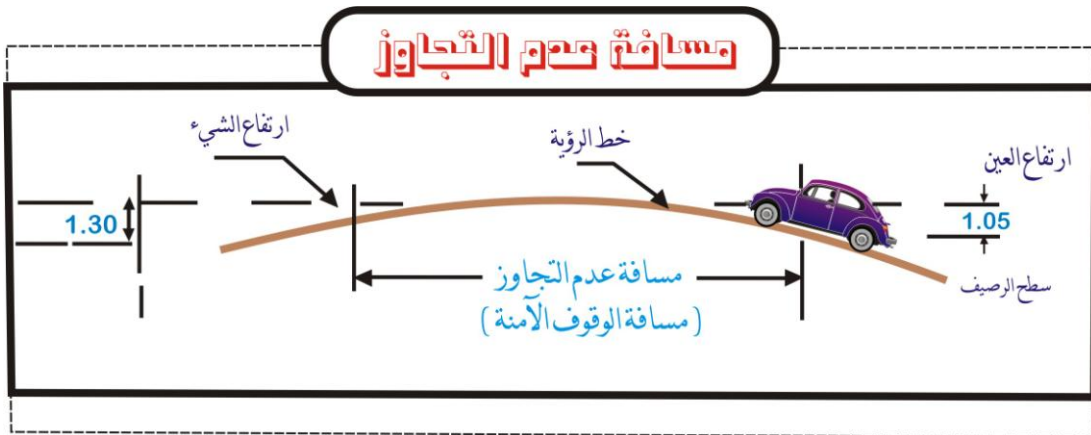 مسافة عدم التجاوز
ارتفاع العين
خط الرؤية
ارتفاع الشيء
1.05
1.30
سطح الرصيف
مسافة عدم التجاوز
( مسافة الوقوف الآمنة )